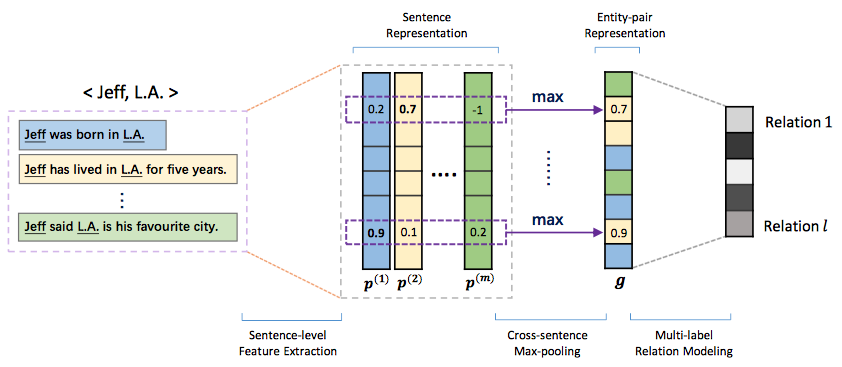 Sentence
Representation
Entity-pair
Representation
< Jeff, L.A. >
Jeff was born in L.A.
Jeff has lived in L.A. for five years.
⋮
Jeff said L.A. is his favourite city.
0.2 0.7 -1
....
0.9 0.1 0.2
p(1) p(2) p(m)
max
......
max
0.7
0.9
g
Relation 1
Relation l
Sentence-level
Feature Extraction
Cross-sentence
Max-pooling
Multi-label
Relation Modeling